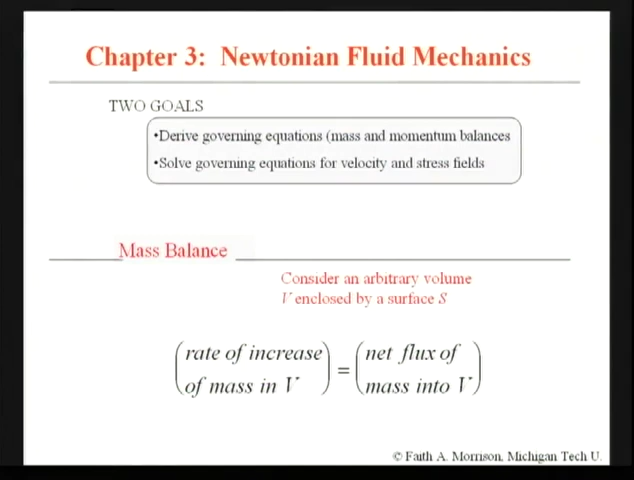 Chapter 3: Newtonian Fluid Mechanics
TWO GOALS
•Derive governing equations (mass and momentum balances
•Solve governing equations for velocity and stress fields
Mass Balance
Consider an arbitrary volume
V enclosed by a surface S
(rate of increase of mass in V) = (net flux of mass into V)
© Faith A. Morrison, Michigan Tech U.